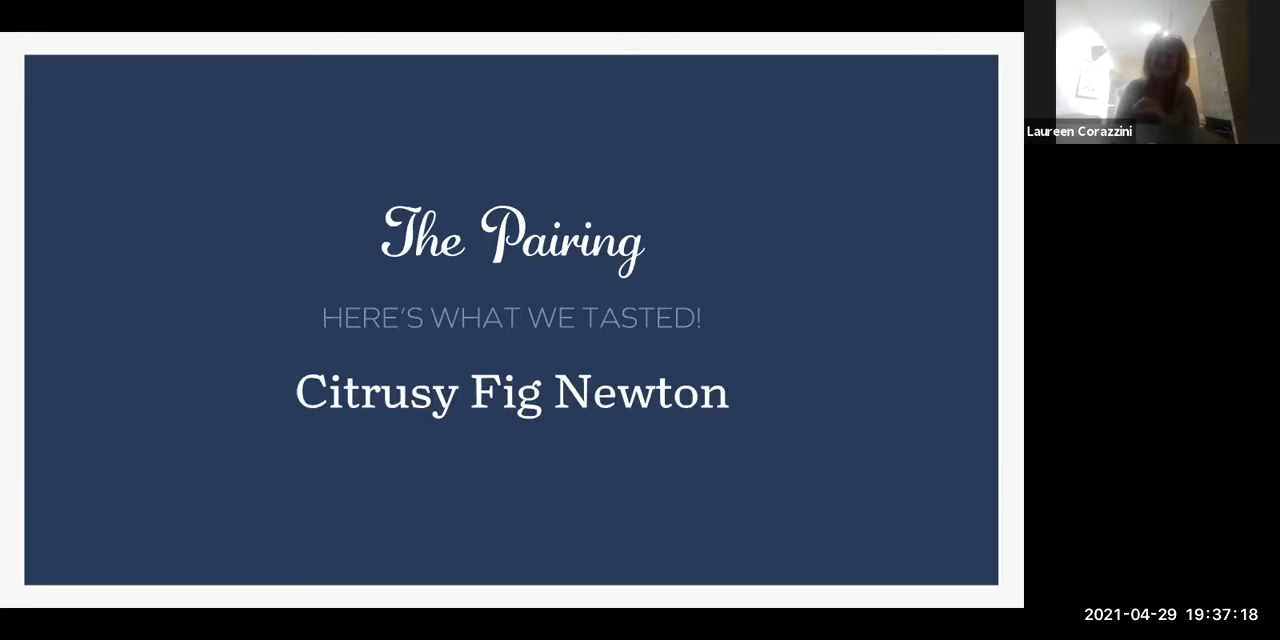 The Pairing
HERE'S WHAT WE TASTED!
Citrusy Fig Newton
Laureen Corazzini
2021-04-29 19:37:18